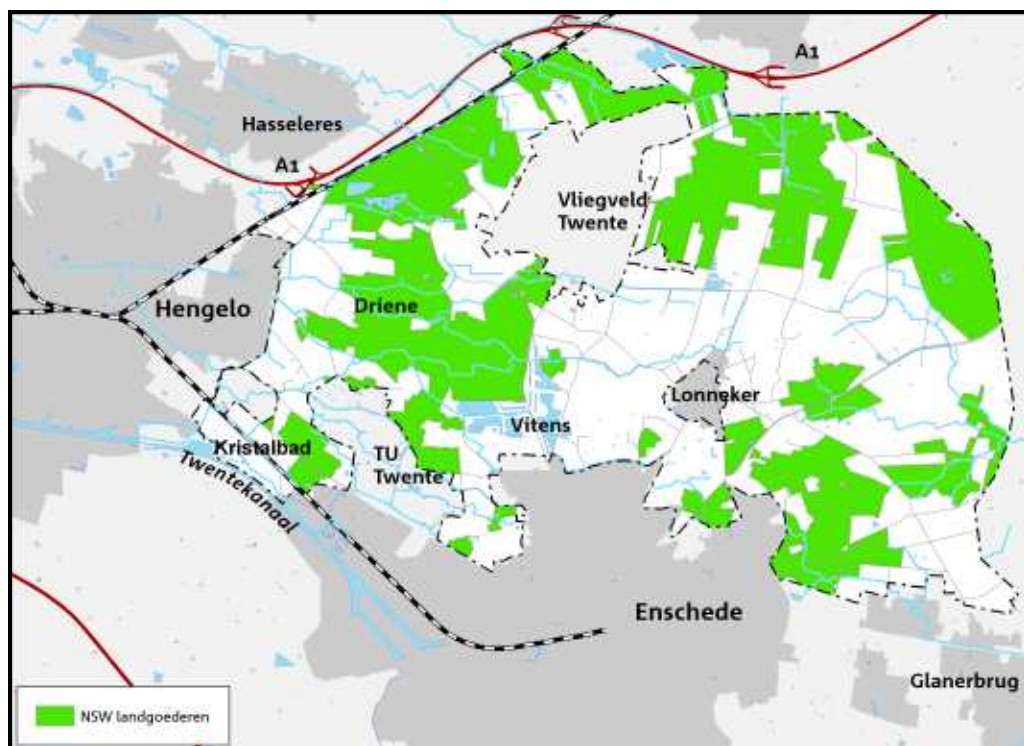 A1
Hasseleres
A1
Vliegveld
Twente
Hengelo
Driene
Lonneker
Vitens
Kristalbad
TU
Twente
Twentekanaal
Enschede
Glanerbrug
NSW landgoederen